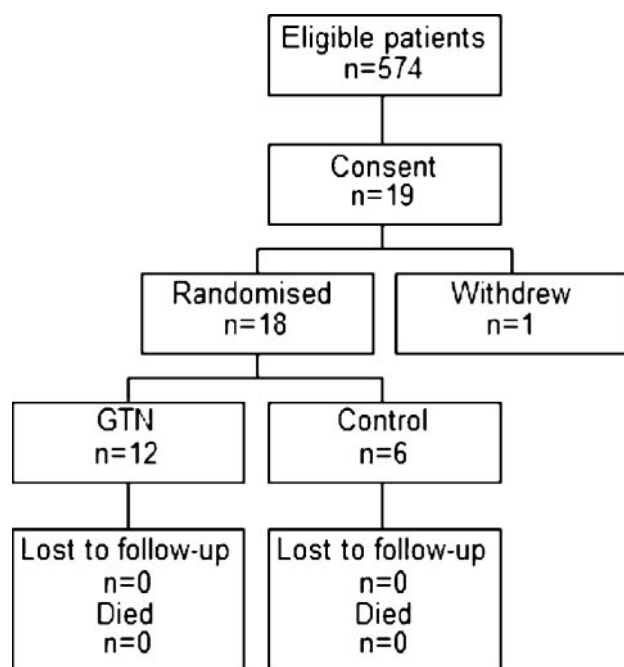 Eligible patients
n=574
Consent
n=19
Randomised
n=18
Withdrew
n=1
GTN
n=12
Control
n=6
Lost to follow-up
n=0
Died
n=0
Lost to follow-up
n=0
Died
n=0